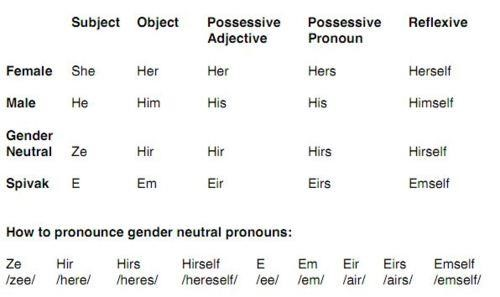 Subject Object Possessive Adjective Possessive Pronoun Reflexive
Female She Her Her Hers Herself
Male He Him His His Himself
Gender Neutral Ze Hir Hir Hirs Hirself
Spivak E Em Eir Eirs Emself
How to pronounce gender neutral pronouns:
Ze Hir Hirs Hirself E Em Eir Eirs Emself
/zee/ /here/ /heres/ /hereself/ /ee/ /em/ /air/ /airs/ /emself/